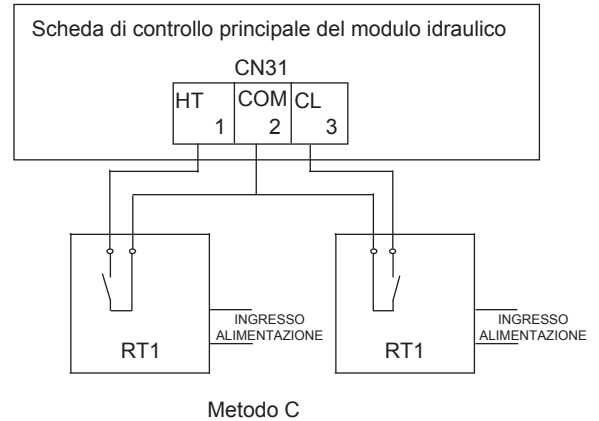 Scheda di controllo principale del modulo idraulico
CN31
HT COM CL
1 2 3
INGRESSO
ALIMENTAZIONE
INGRESSO
ALIMENTAZIONE
RT1
RT1
Metodo C